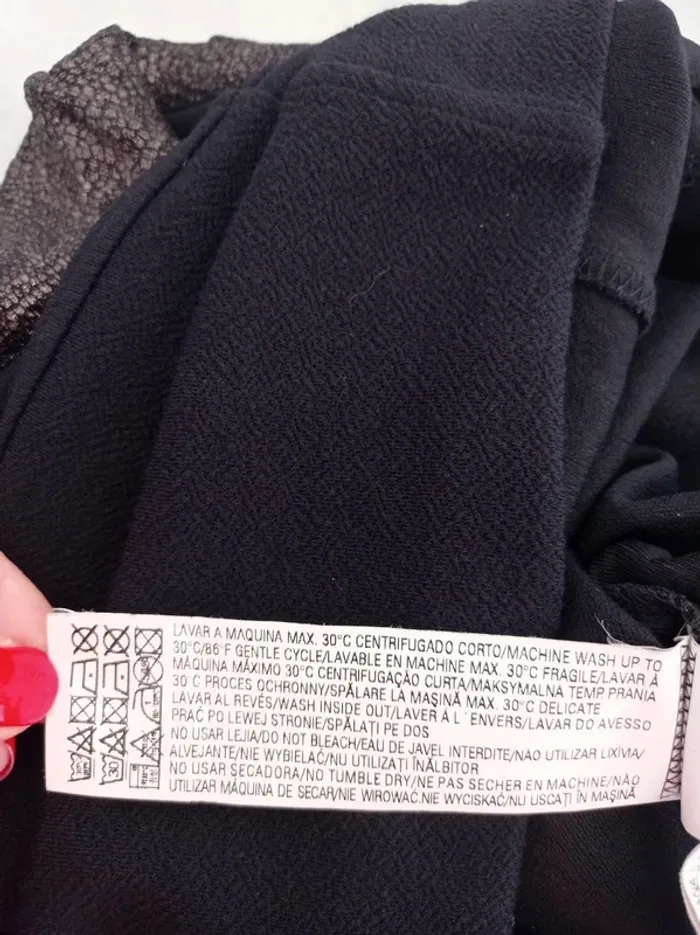 LAVAR A MAQUINA MAX. 30°C CENTRIFUGADO CORTO/MACHINE WASH UP TO
30°C/86°F GENTLE CYCLE/LAVABLE EN MACHINE MAX. 30°C FRAGILE/LAVAR Á
MÁQUINA MÁXIMO 30°C CENTRIFUGAÇÃO CURTA/MAKSYMALNA TEMP PRANIA
30°C PROCES OCHRONNY/SPĂLARE LA MAŞINĂ MAX. 30°C DELICATE
LAVAR AL REVÉS/WASH INSIDE OUT/LAVER Á L´ENVERS/LAVAR DO AVESSO
PRAĆ PO LEWEJ STRONIE/SPĂLAȚI PE DOS
NO USAR LEJIA/DO NOT BLEACH/EAU DE JAVEL INTERDITE/NÃO UTILIZAR LIXÍVIA/
ALVEJANTE/NIE WYBIELAĆ/NU UTILIZAȚI ÎNĂLBITOR
NO USAR SECADORA/NO TUMBLE DRY/NE PAS SECHER EN MACHINE/NÃO
UTILIZAR MÁQUINA DE SECAR/NIE WIROWAĆ.NIE WYCISKAĆ/NU USCAȚI ÎN MAŞINĂ
30